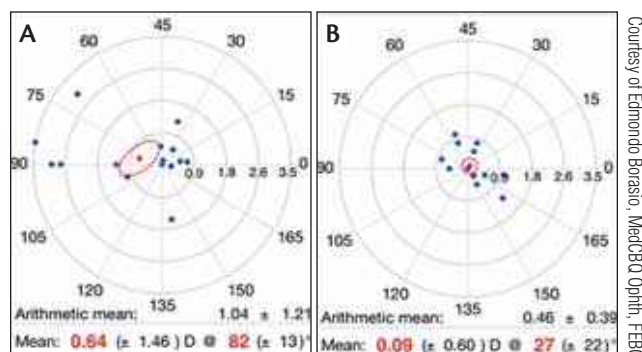 A
45
60
30
75
15
90
0
0.9 1.8 2.6 3.5
105
165
120
150
135
Arithmetic mean: 1.04 ± 1.21
Mean: 0.64 (± 1.46 ) D @ 82 (± 13)°
B
45
60
30
75
15
90
0
0.9 1.8 2.6 3.5
105
165
120
150
135
Arithmetic mean: 0.46 ± 0.39
Mean: 0.09 (± 0.60 ) D @ 27 (± 22)°
Courtesy of Edmondo Borasio, MedCBQ Ophth, FEBO